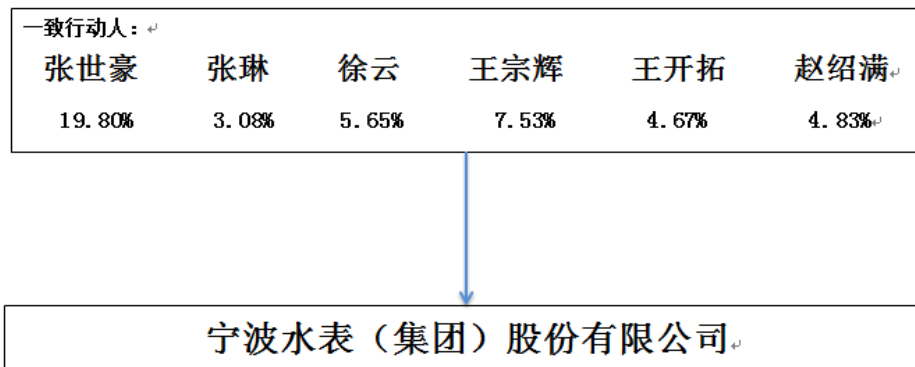 一致行动人：
张世豪 张琳 徐云 王宗辉 王开拓 赵绍满
19.80% 3.08% 5.65% 7.53% 4.67% 4.83%
宁波水表（集团）股份有限公司